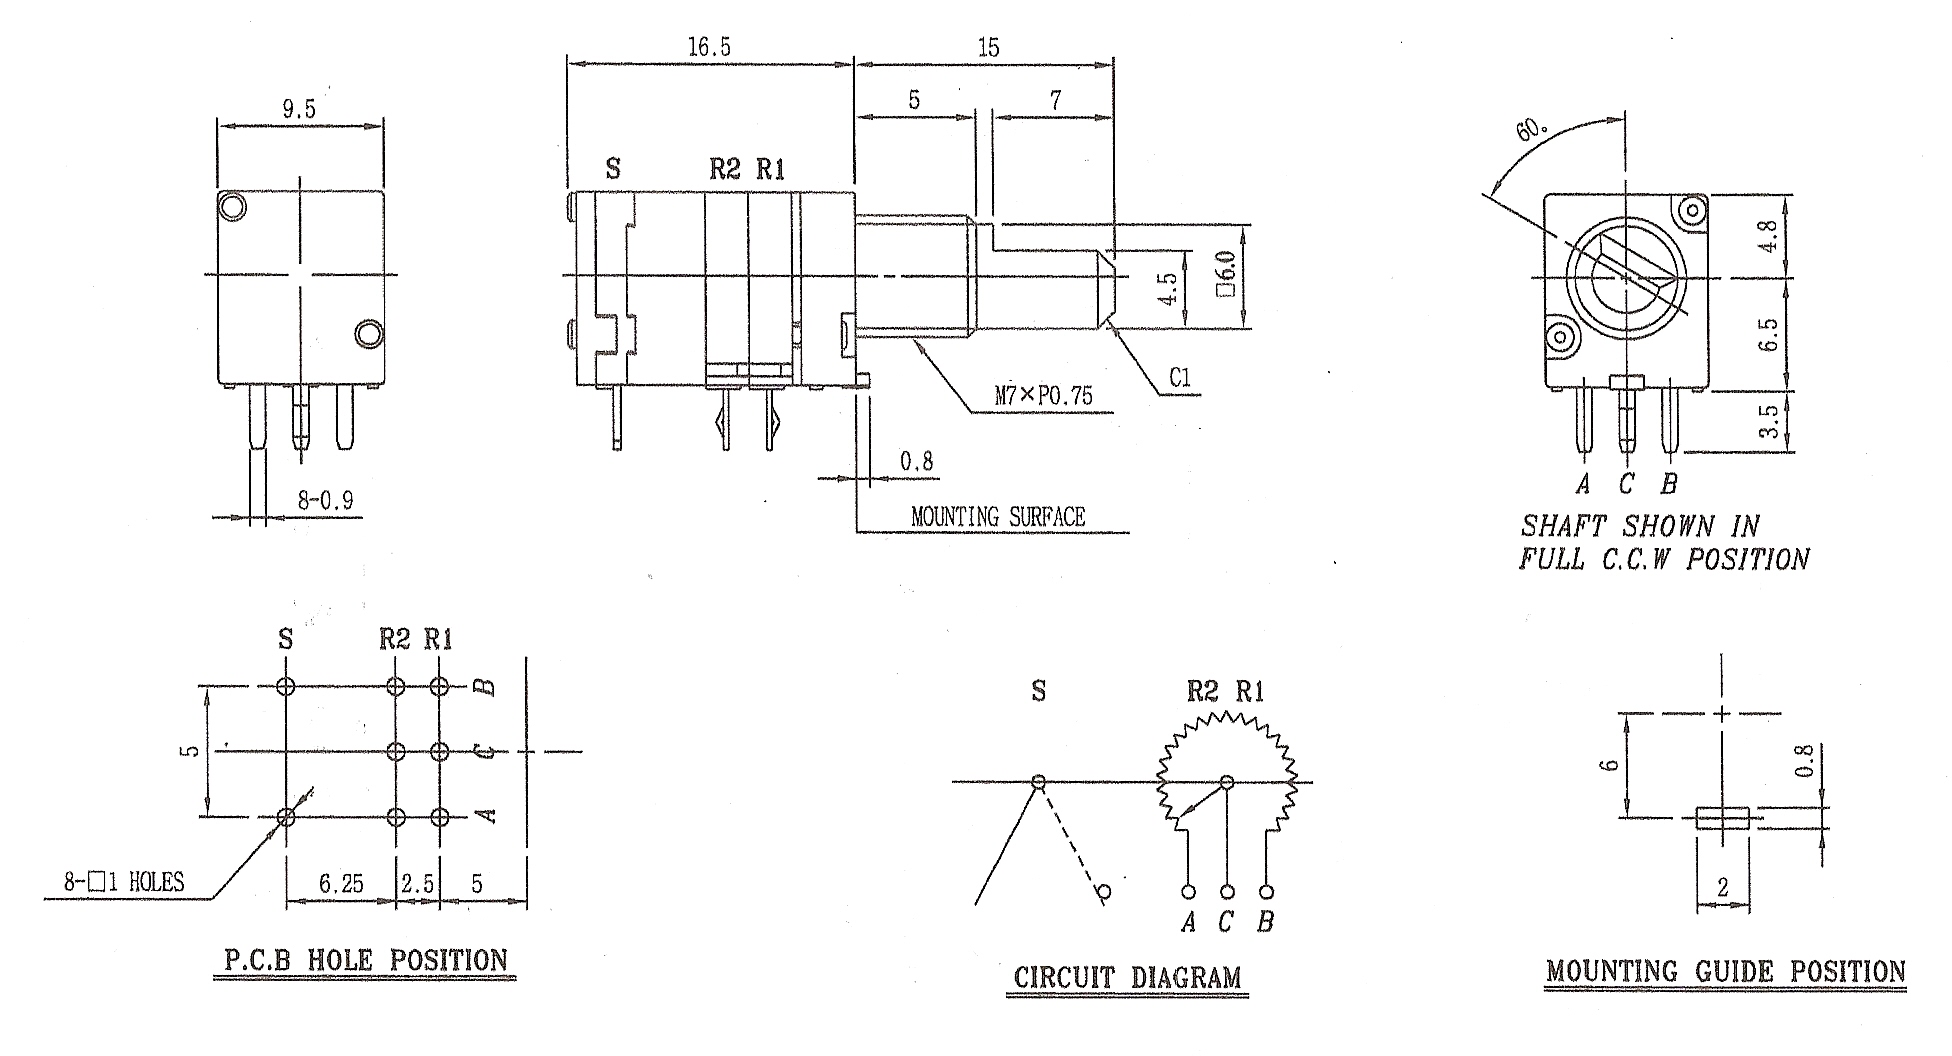 16.5
15
9.5
5
7
60°
S
R2 R1
4.8
4.5
□6.0
6.5
C1
M7×P0.75
3.5
0.8
8-0.9
A C B
MOUNTING SURFACE
SHAFT SHOWN IN
FULL C.C.W POSITION
S
R2 R1
B
5
C
A
8-□1 HOLES
6.25
2.5
5
P.C.B HOLE POSITION
S
R2 R1
A C B
CIRCUIT DIAGRAM
6
0.8
2
MOUNTING GUIDE POSITION